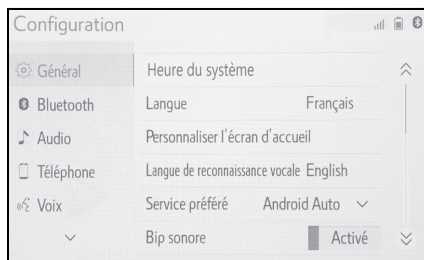 Configuration
Général
Bluetooth
Audio
Téléphone
Voix
Heure du système
Langue Français
Personnaliser l'écran d'accueil
Langue de reconnaissance vocale English
Service préféré Android Auto
Bip sonore Activé